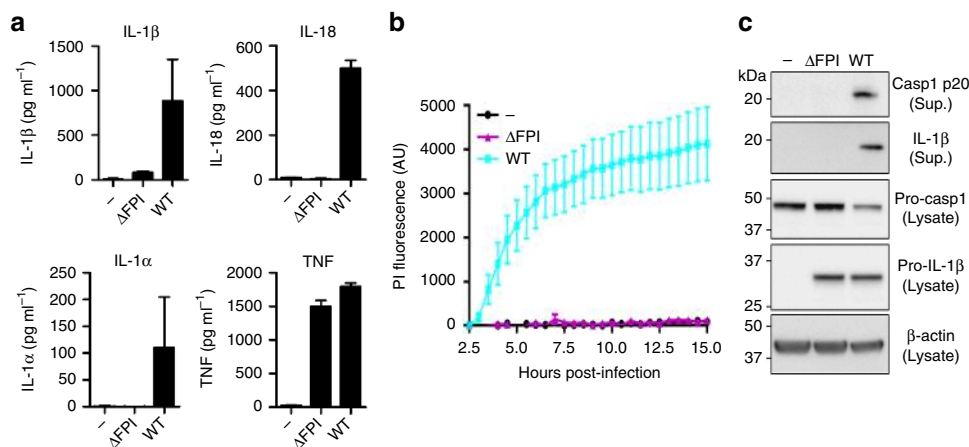 a
IL-1β
IL-1β (pg ml⁻¹)
1500
1000
500
0
–
ΔFPI
WT
IL-18
IL-18 (pg ml⁻¹)
600
400
200
0
–
ΔFPI
WT
IL-1α
IL-1α (pg ml⁻¹)
250
200
150
100
50
0
–
ΔFPI
WT
TNF
TNF (pg ml⁻¹)
2000
1500
1000
500
0
–
ΔFPI
WT
b
PI fluorescence (AU)
5000
4000
3000
2000
1000
0
–
ΔFPI
WT
2.5 5.0 7.5 10.0 12.5 15.0
Hours post-infection
c
– ΔFPI WT
kDa
20
Casp1 p20
(Sup.)
20
IL-1β
(Sup.)
50
37
Pro-casp1
(Lysate)
37
25
Pro-IL-1β
(Lysate)
50
37
β-actin
(Lysate)